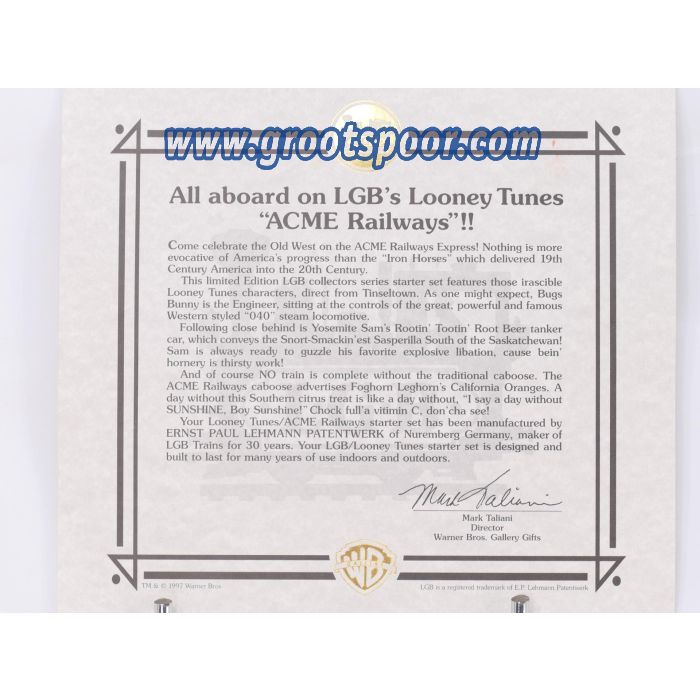 www.grootspoor.com
All aboard on LGB's Looney Tunes
"ACME Railways"!!
Come celebrate the Old West on the ACME Railways Express! Nothing is more
evocative of America's progress than the "Iron Horses" which delivered 19th
Century America into the 20th Century.
This limited Edition LGB collectors series starter set features those irascible
Looney Tunes characters, direct from Tinseltown. As one might expect, Bugs
Bunny is the Engineer, sitting at the controls of the great, powerful and famous
Western styled "040" steam locomotive.
Following close behind is Yosemite Sam's Rootin' Tootin' Root Beer tanker
car, which conveys the Snort-Smackin'est Sasperilla South of the Saskatchewan!
Sam is always ready to guzzle his favorite explosive libation, cause bein'
hornery is thirsty work!
And of course NO train is complete without the traditional caboose. The
ACME Railways caboose advertises Foghorn Leghorn's California Oranges. A
day without this Southern citrus treat is like a day without, "I say a day without
SUNSHINE, Boy Sunshine!" Chock full'a vitimin C, don'cha see!
Your Looney Tunes/ACME Railways starter set has been manufactured by
ERNST PAUL LEHMANN PATENTWERK of Nuremberg Germany, maker of
LGB Trains for 30 years. Your LGB/Looney Tunes starter set is designed and
built to last for many years of use indoors and outdoors.
Mark Taliani
Mark Taliani
Director
Warner Bros. Gallery Gifts
WB
TM & © 1997 Warner Bros
LGB is a registered trademark of E.P. Lehmann Patentwerk